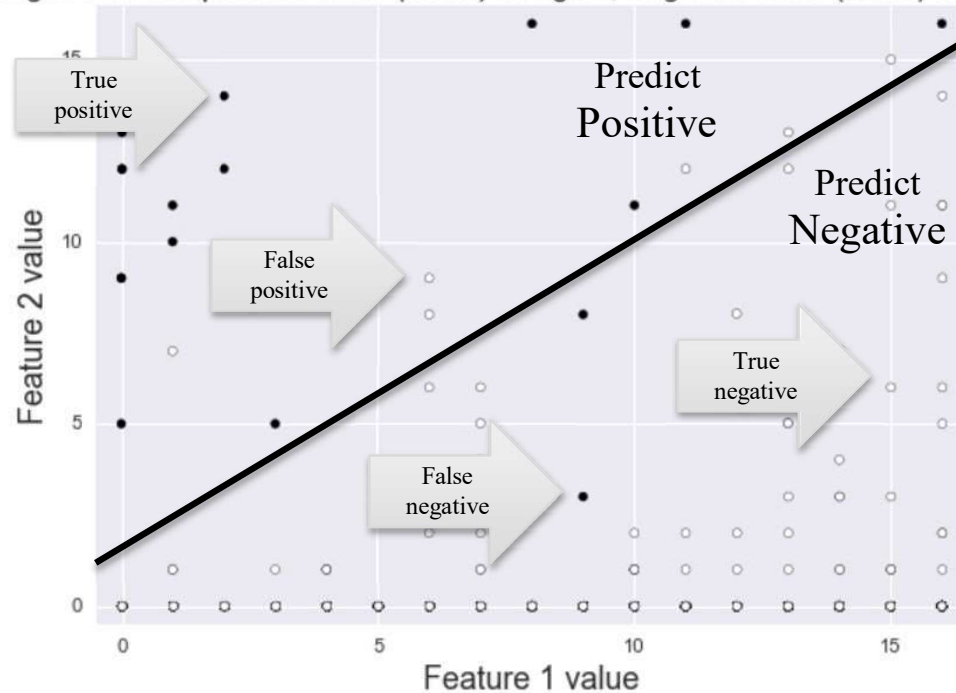 True
positive
Predict
Positive
Predict
Negative
False
positive
True
negative
False
negative
Feature 2 value
15
10
5
0
0
5
10
15
Feature 1 value